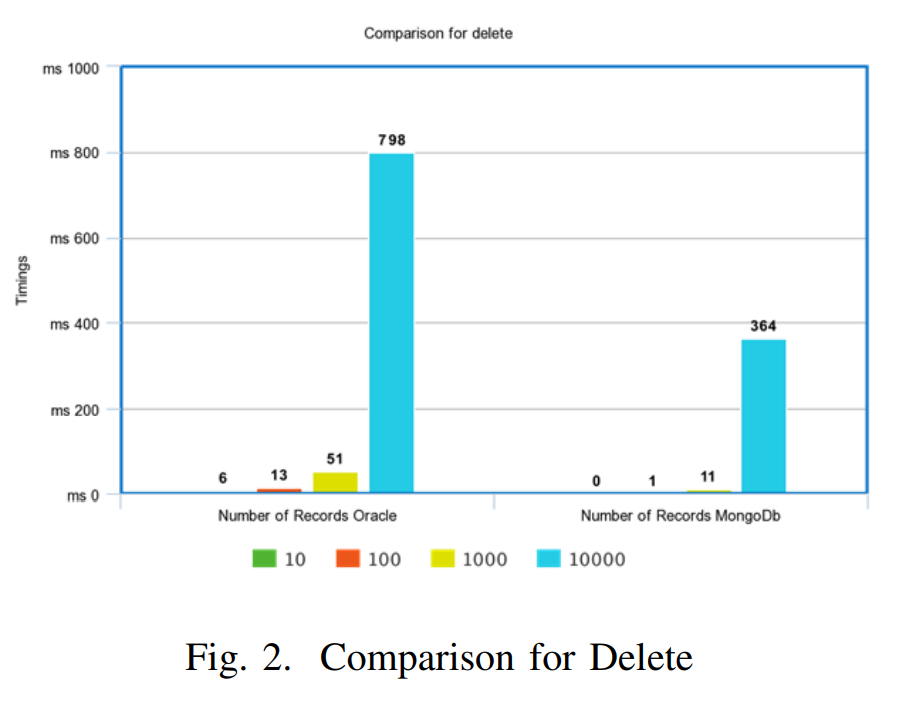 Comparison for delete
ms 1000
798
ms 800
ms 600
Timings
ms 400
364
ms 200
51
6
13
0
1
11
ms 0
Number of Records Oracle
Number of Records MongoDb
10 100 1000 10000
Fig. 2. Comparison for Delete